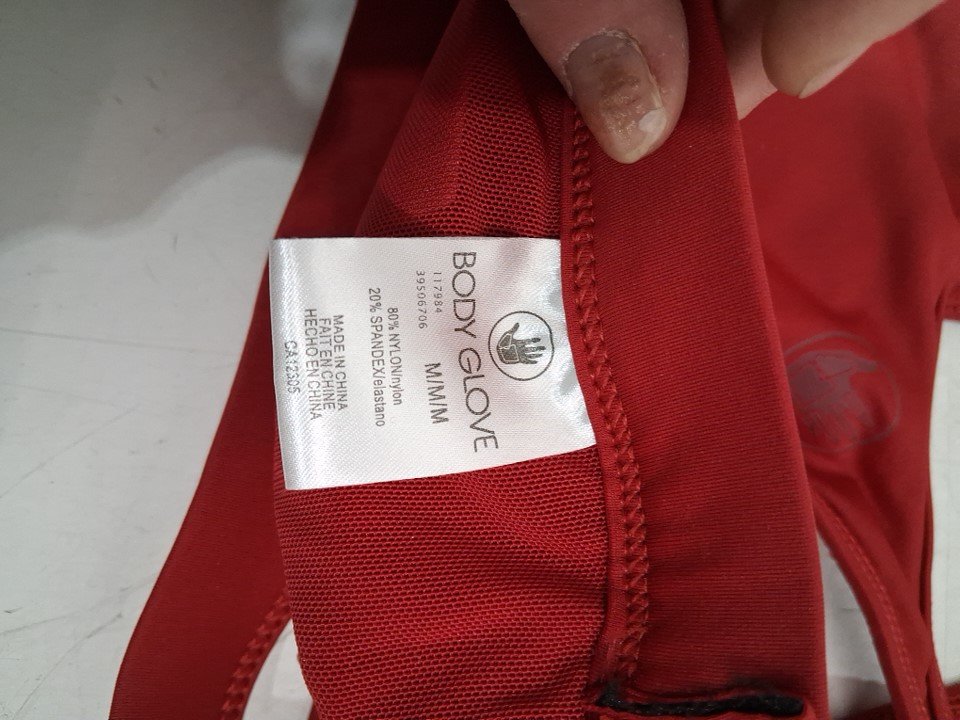 BODY GLOVE
117984
39506706
M/M/M
80% NYLON/nylon
20% SPANDEX/elastano
MADE IN CHINA
FAIT EN CHINE
HECHO EN CHINA
CA12305